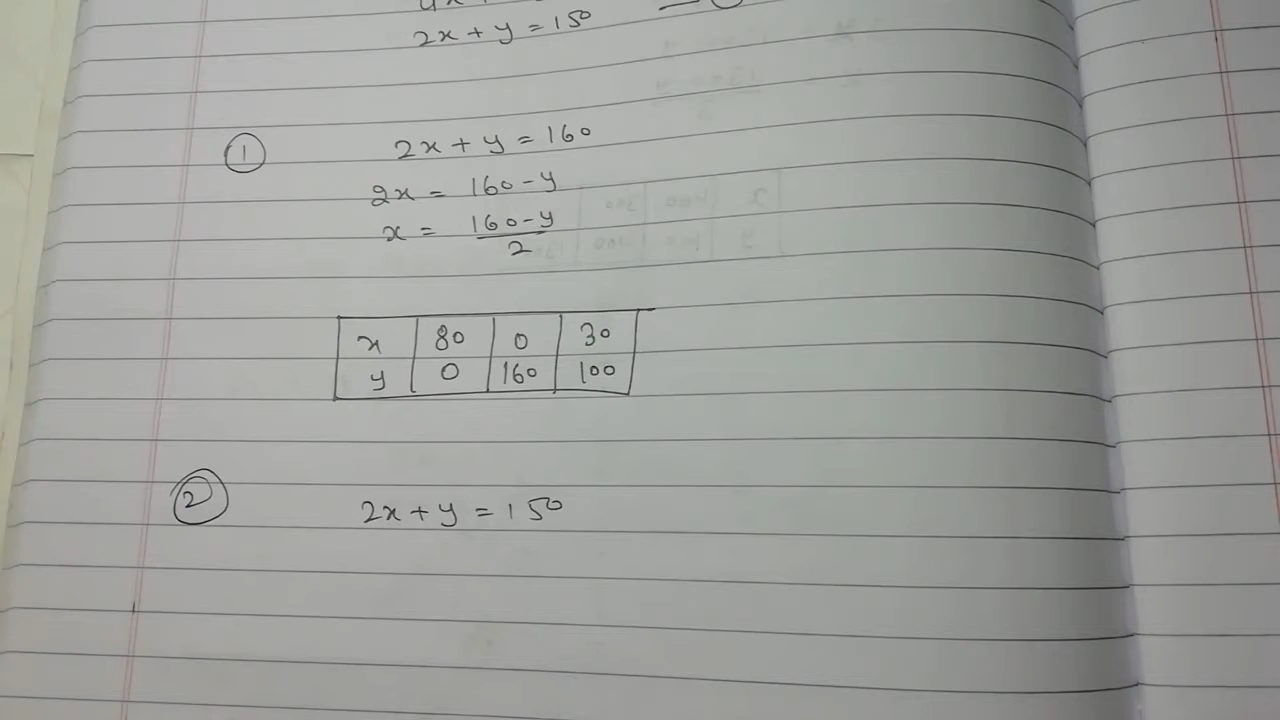 2x + y = 150
① 2x + y = 160
2x = 160 - y
x = 160 - y / 2
x 80 0 30
y 0 160 100
② 2x + y = 150